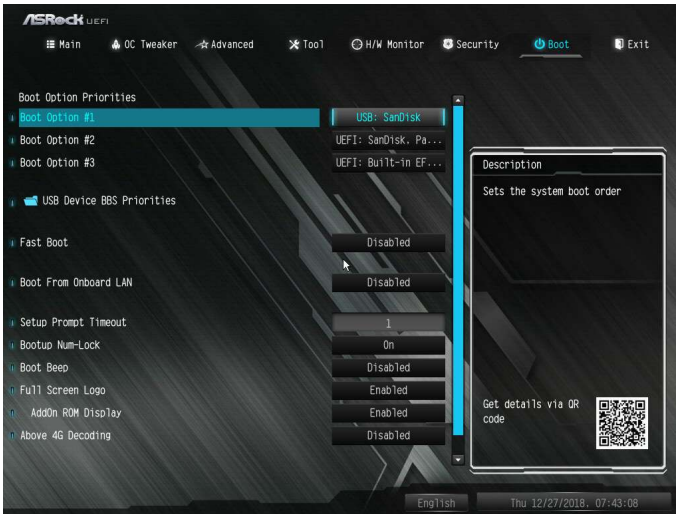 ASRock UEFI
Main OC Tweaker Advanced Tool H/W Monitor Security Boot Exit
Boot Option Priorities
Boot Option #1 USB: SanDisk
Boot Option #2 UEFI: SanDisk, Pa...
Boot Option #3 UEFI: Built-in EF...
USB Device BBS Priorities
Fast Boot Disabled
Boot From Onboard LAN Disabled
Setup Prompt Timeout 1
Bootup Num-Lock On
Boot Beep Disabled
Full Screen Logo Enabled
AddOn ROM Display Enabled
Above 4G Decoding Disabled
Description
Sets the system boot order
Get details via QR
code
English Thu 12/27/2018, 07:43:08